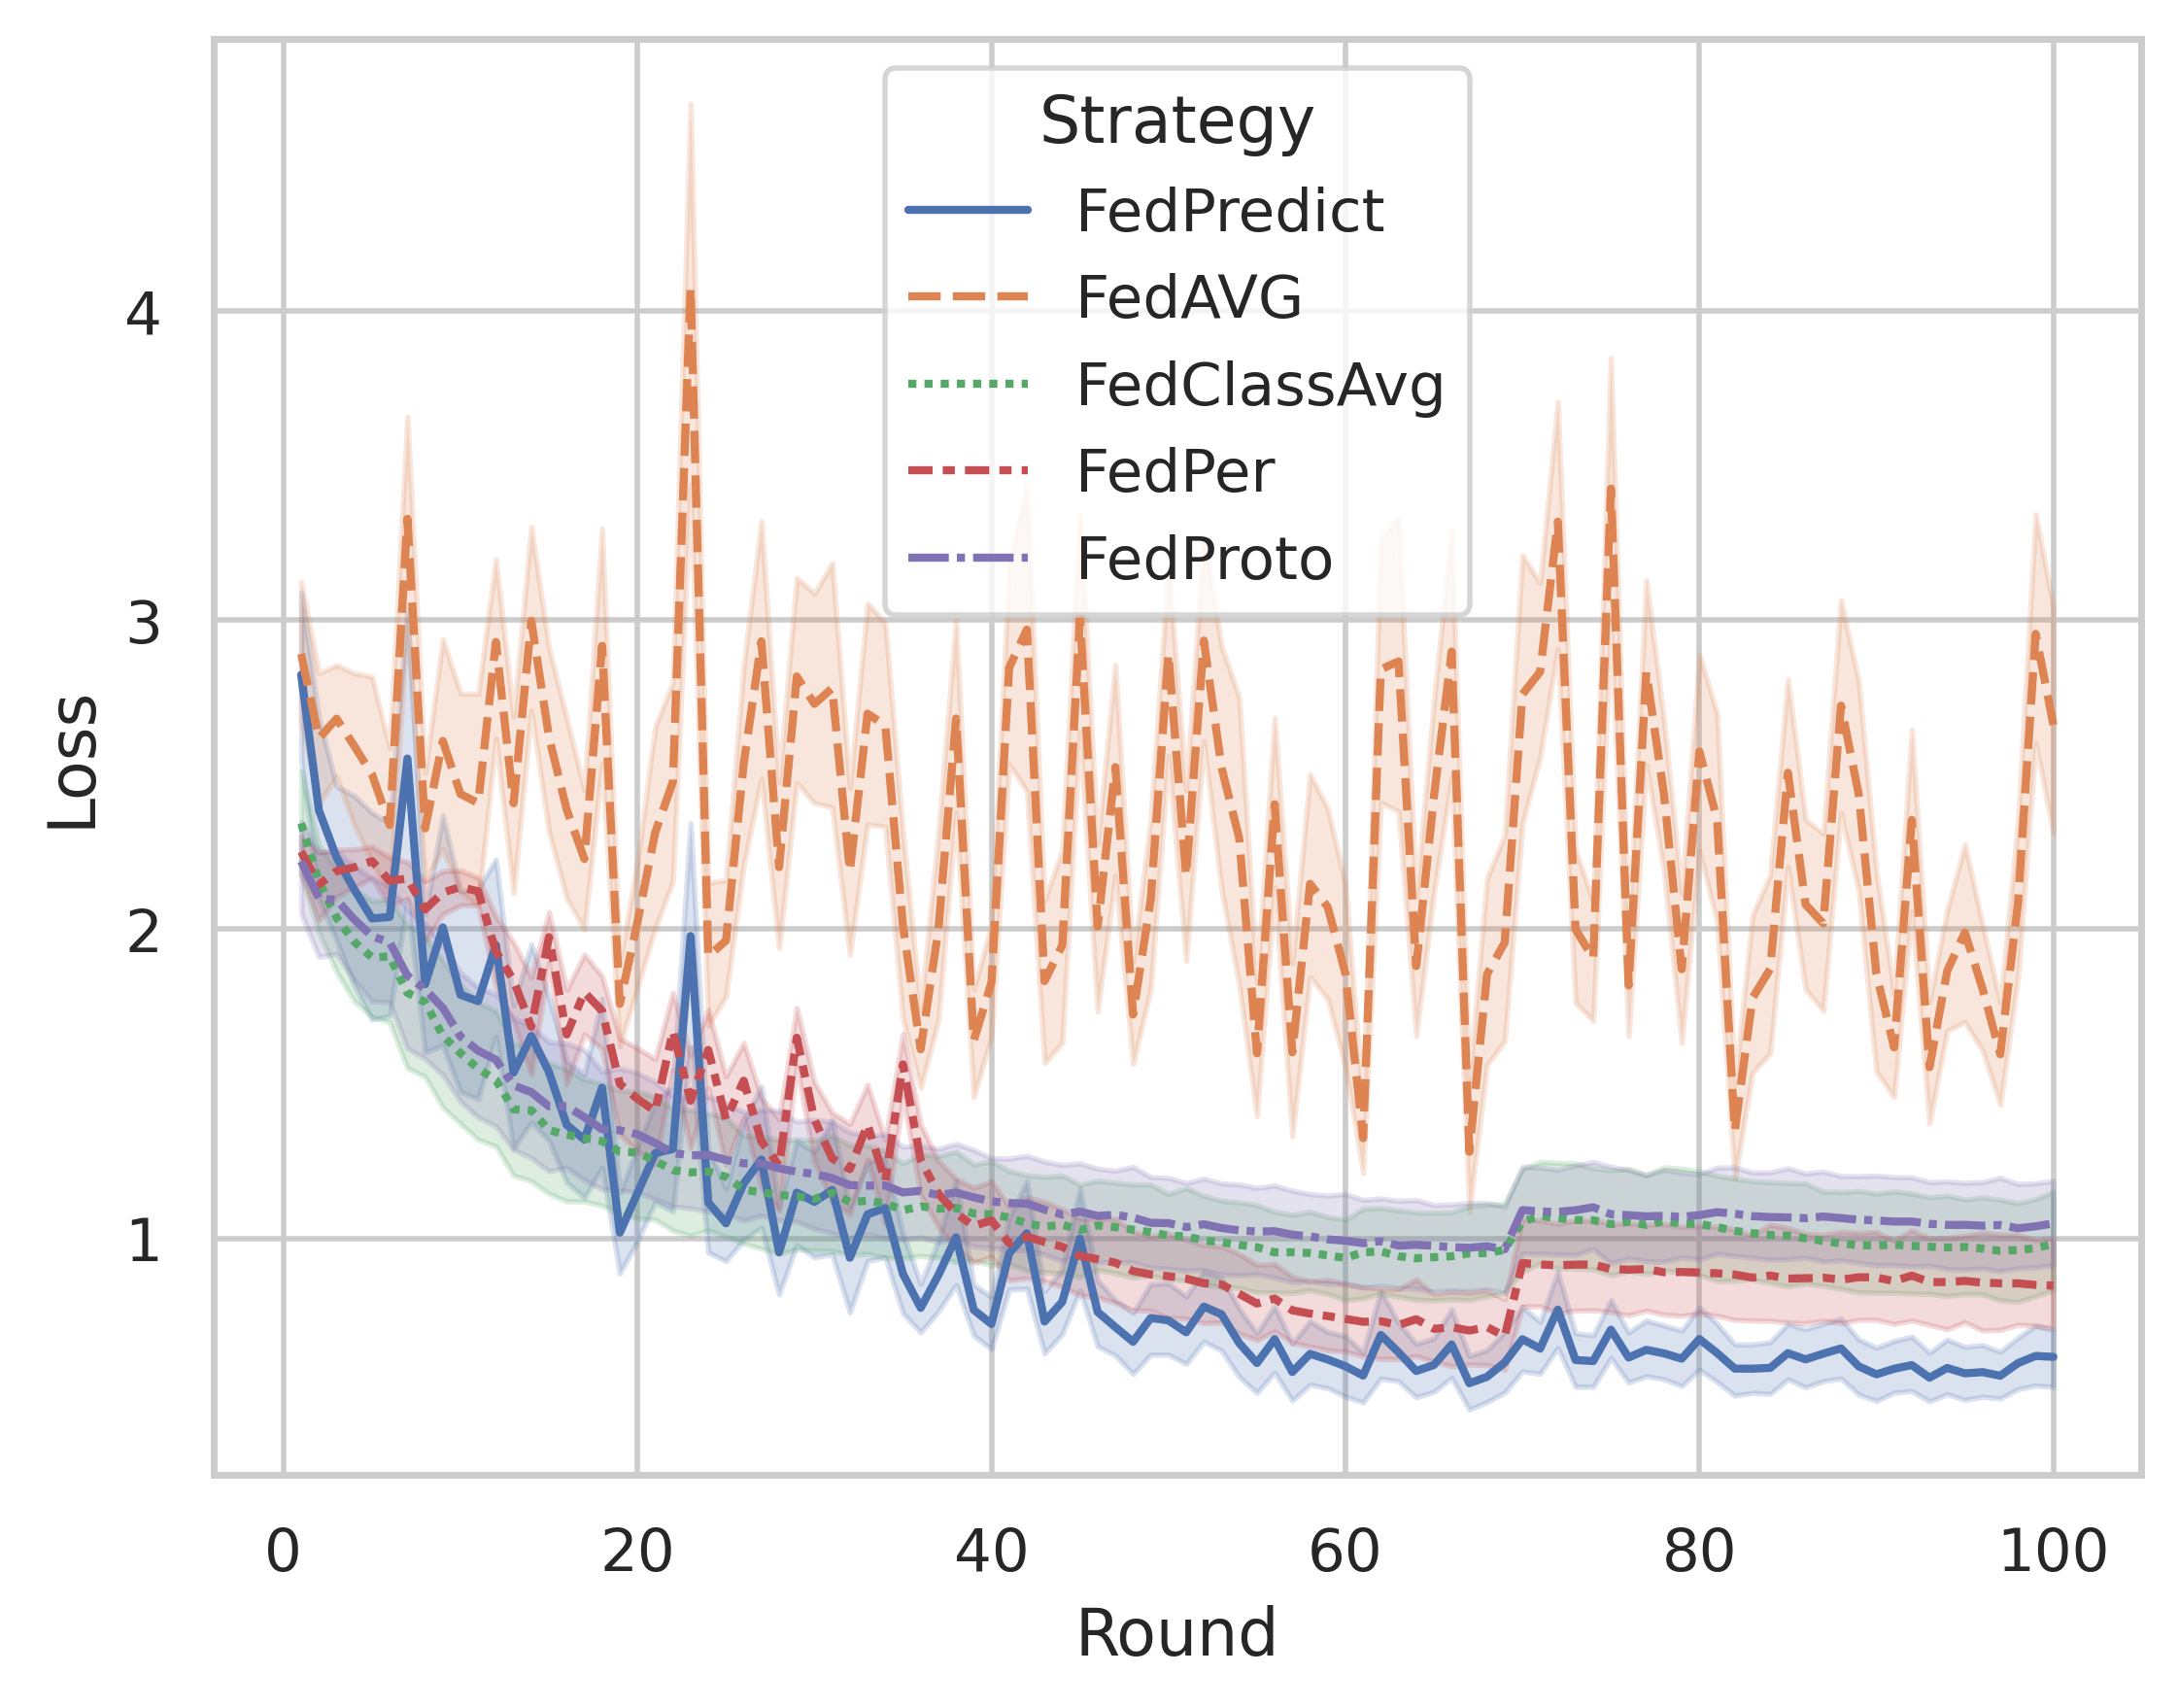 Strategy
FedPredict
FedAVG
FedClassAvg
FedPer
FedProto
4
3
2
1
Loss
0 20 40 60 80 100
Round